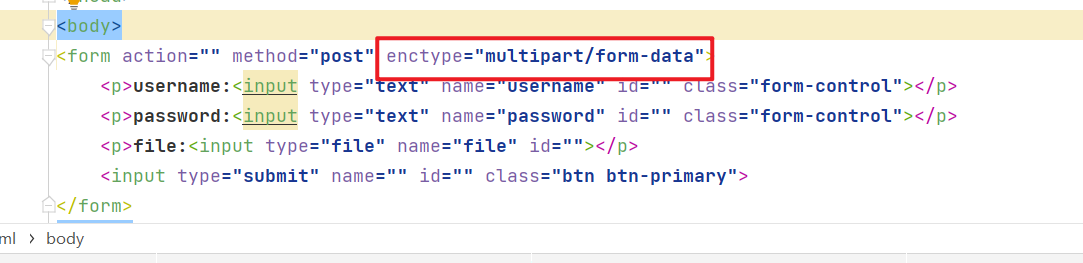 <body>
<form action="" method="post" enctype="multipart/form-data">
<p>username:<input type="text" name="username" id="" class="form-control"></p>
<p>password:<input type="text" name="password" id="" class="form-control"></p>
<p>file:<input type="file" name="file" id=""></p>
<input type="submit" name="" id="" class="btn btn-primary">
</form>
ml › body